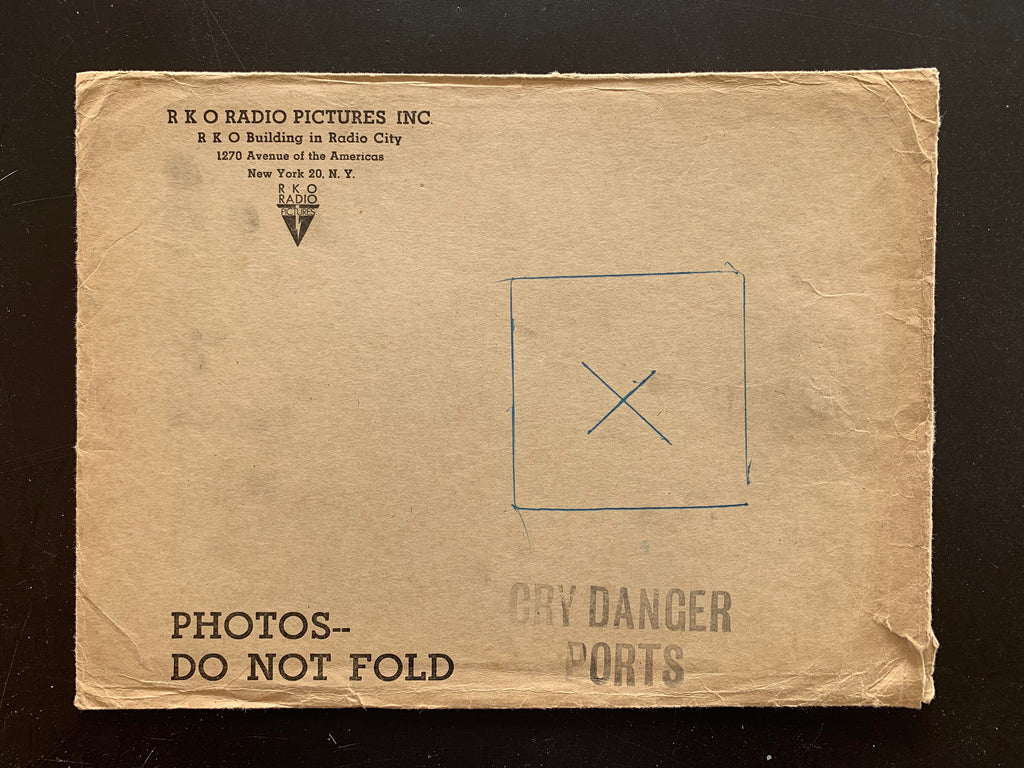 R K O RADIO PICTURES INC.
R K O Building in Radio City
1270 Avenue of the Americas
New York 20, N. Y.
R K O
RADIO
PICTURES
PHOTOS--
DO NOT FOLD
CRY DANGER
PORTS